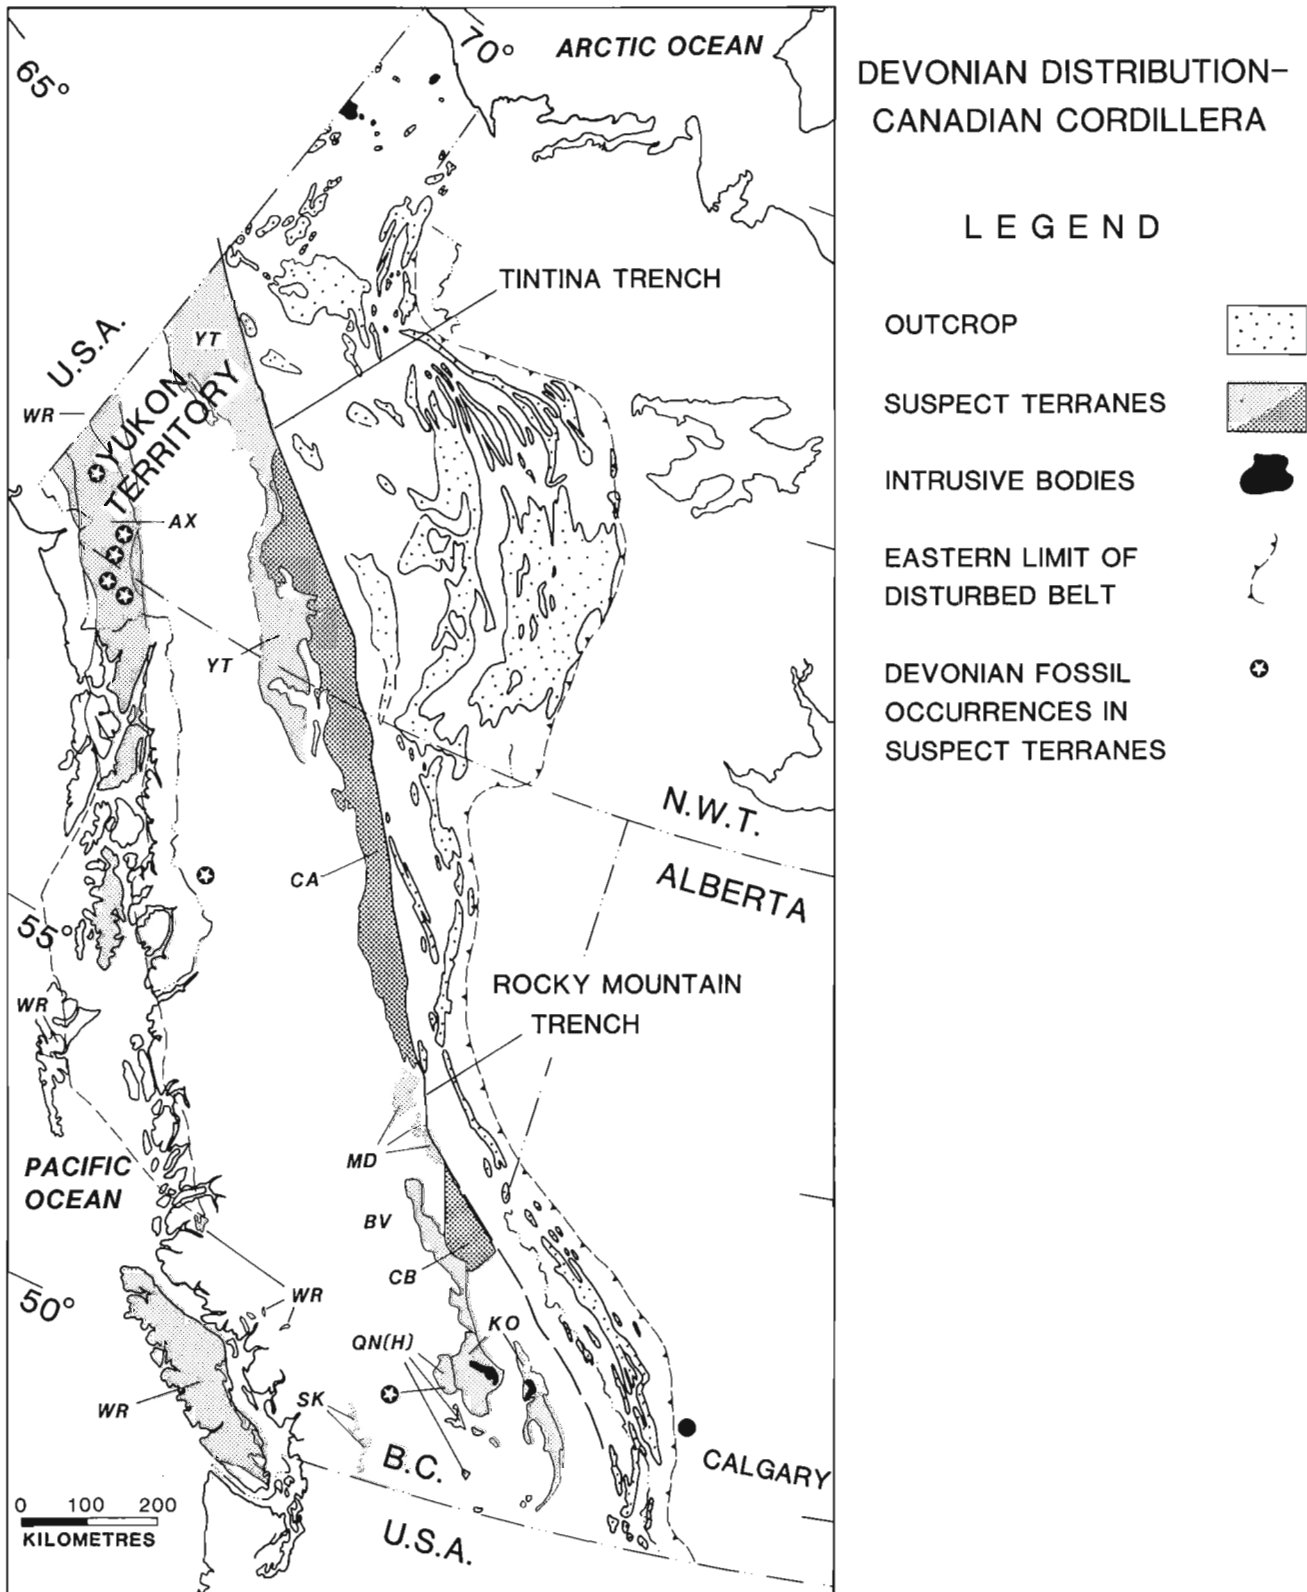 65°
70°
ARCTIC OCEAN
DEVONIAN DISTRIBUTION–
CANADIAN CORDILLERA
LEGEND
OUTCROP
SUSPECT TERRANES
INTRUSIVE BODIES
EASTERN LIMIT OF
DISTURBED BELT
DEVONIAN FOSSIL
OCCURRENCES IN
SUSPECT TERRANES
TINTINA TRENCH
U.S.A.
YT
WR
YUKON
TERRITORY
AX
YT
N.W.T.
ALBERTA
CA
55°
WR
ROCKY MOUNTAIN
TRENCH
PACIFIC
OCEAN
MD
BV
CB
50°
WR
KO
QN(H)
SK
WR
B.C.
CALGARY
0 100 200
KILOMETRES
U.S.A.